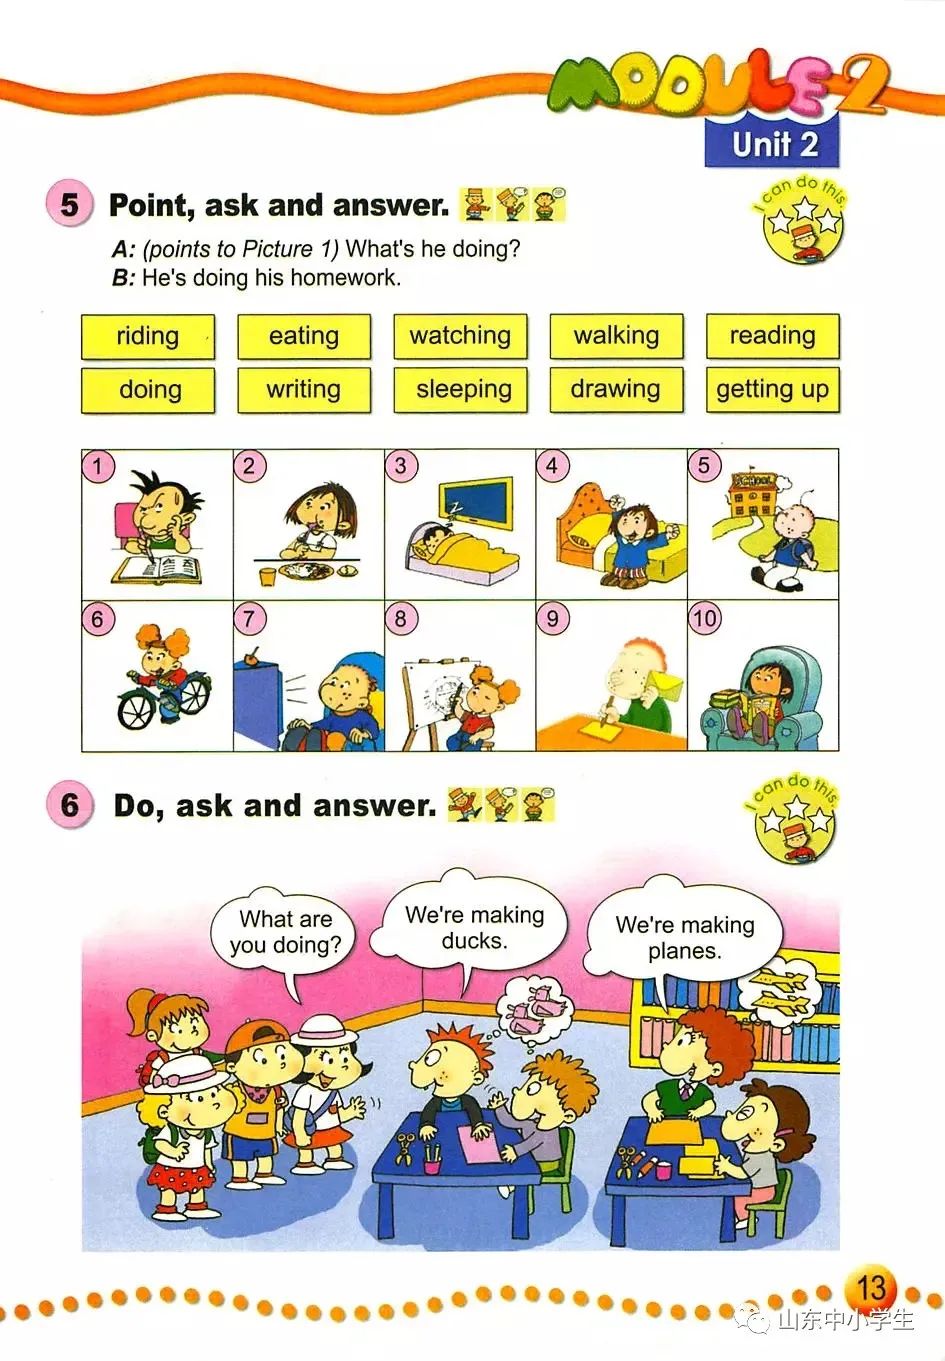 MODULE 2
Unit 2
5 Point, ask and answer.
I can do this.
A: (points to Picture 1) What's he doing?
B: He's doing his homework.
riding eating watching walking reading
doing writing sleeping drawing getting up
1 2 3 4 5
SCHOOL
z z
6 7 8 9 10
6 Do, ask and answer.
I can do this.
What are
you doing?
We're making
ducks.
We're making
planes.
13
山东中小学生